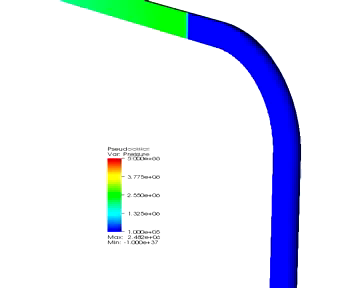 Pseudocolor
Var: Pressure
5.000e+06
3.775e+06
2.550e+06
1.325e+06
1.000e+05
Max: 2.482e+06
Min: -1.000e+37